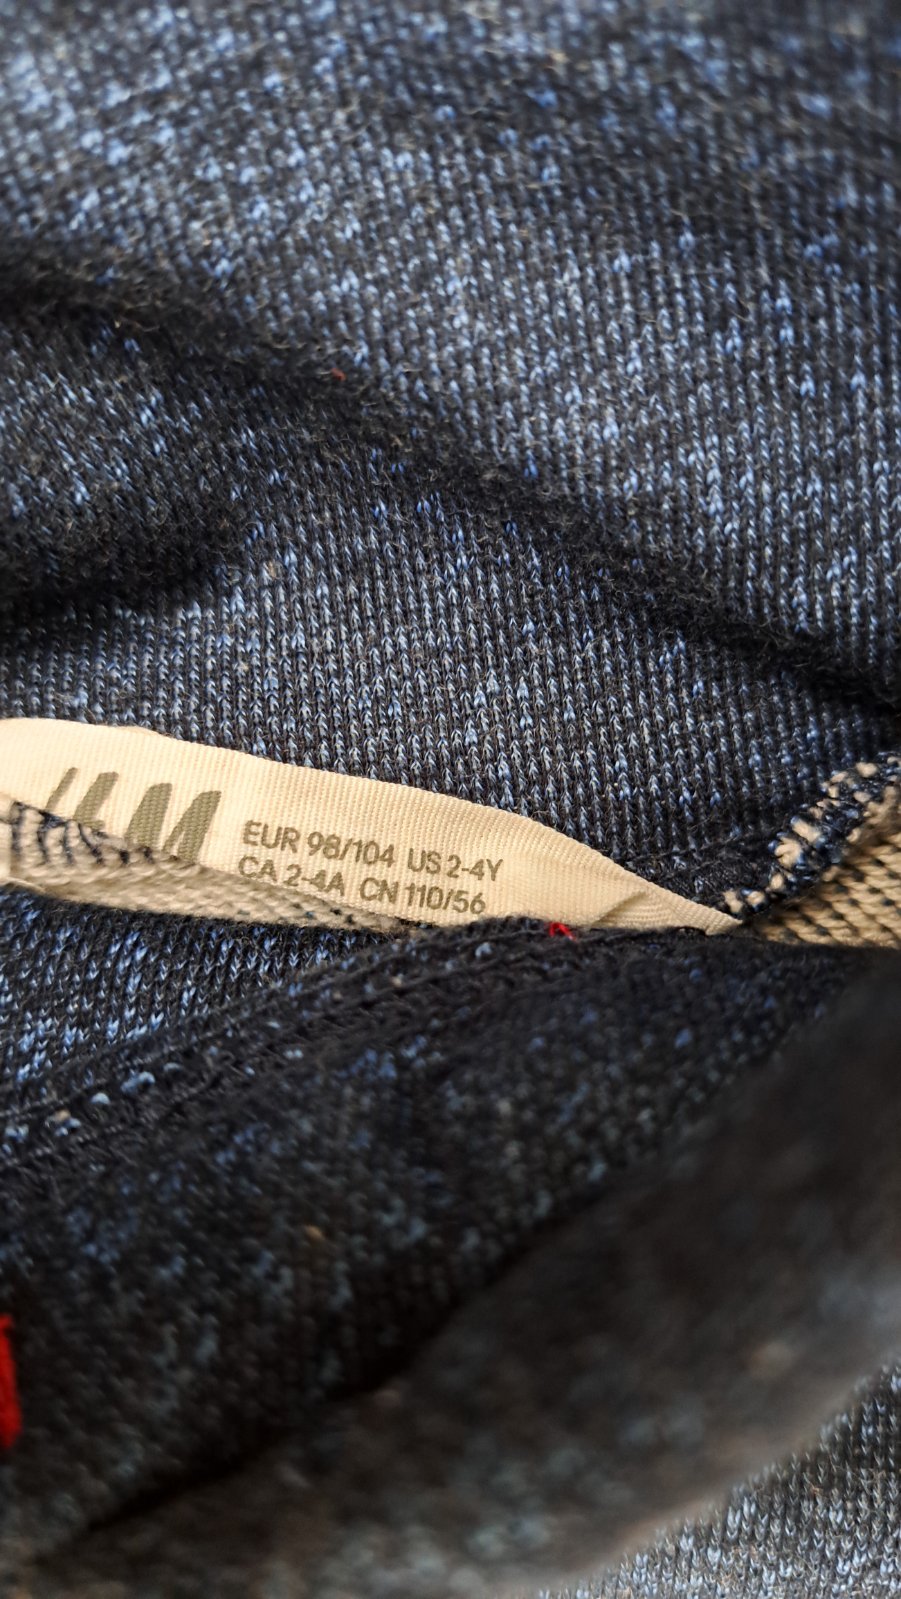 H&M
EUR 98/104 US 2-4Y
CA 2-4A CN 110/56